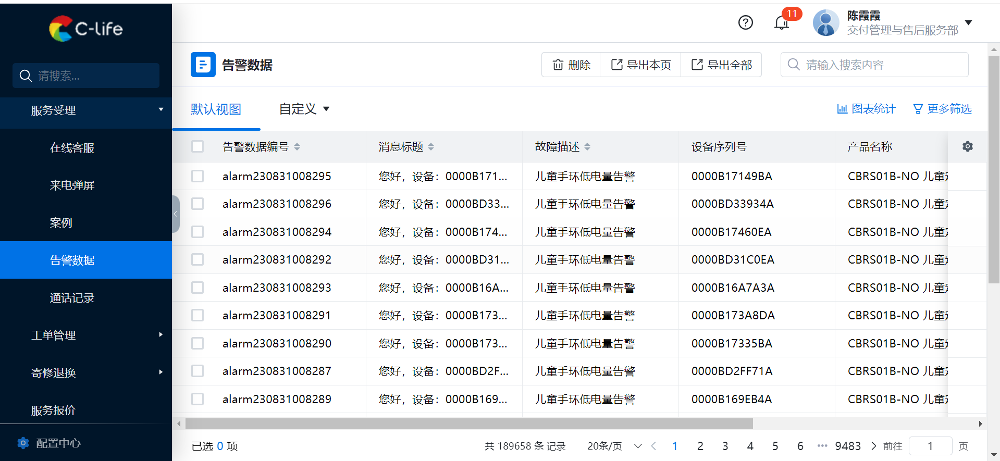 C-life
请搜索...
服务受理
在线客服
来电弹屏
案例
告警数据
通话记录
工单管理
寄修退换
服务报价
配置中心
11
陈霞霞
交付管理与售后服务部
告警数据
删除
导出本页
导出全部
请输入搜索内容
默认视图
自定义
图表统计
更多筛选
告警数据编号 消息标题 故障描述 设备序列号 产品名称
alarm230831008295 您好，设备：0000B171... 儿童手环低电量告警 0000B17149BA CBRS01B-NO 儿童
alarm230831008296 您好，设备：0000BD33... 儿童手环低电量告警 0000BD33934A CBRS01B-NO 儿童
alarm230831008294 您好，设备：0000B174... 儿童手环低电量告警 0000B17460EA CBRS01B-NO 儿童
alarm230831008292 您好，设备：0000BD31... 儿童手环低电量告警 0000BD31C0EA CBRS01B-NO 儿童
alarm230831008293 您好，设备：0000B16A... 儿童手环低电量告警 0000B16A7A3A CBRS01B-NO 儿童
alarm230831008291 您好，设备：0000B173... 儿童手环低电量告警 0000B173A8DA CBRS01B-NO 儿童
alarm230831008290 您好，设备：0000B173... 儿童手环低电量告警 0000B17335BA CBRS01B-NO 儿童
alarm230831008287 您好，设备：0000BD2F... 儿童手环低电量告警 0000BD2FF71A CBRS01B-NO 儿童
alarm230831008289 您好，设备：0000B169... 儿童手环低电量告警 0000B169EB4A CBRS01B-NO 儿童
已选 0 项
共 189658 条 记录 20条/页 1 2 3 4 5 6 ••• 9483 前往 1 页